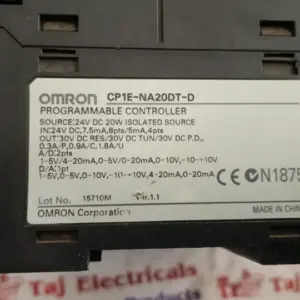 OMRON CP1E-NA20DT-D
PROGRAMMABLE CONTROLLER
SOURCE:24V DC 20W ISOLATED SOURCE
IN:24V DC,7.5mA,8pts/5mA,4pts
OUT:30V DC RES/30V DC TUN/30V DC P.D.,
0.3A/P,0.9A/C,1.8A/U
A/D:2pts
1-5V/4-20mA,0-5V/0-20mA,0-10V,-10-+10V
D/A:1pt
1-5V,0-5V,0-10V,-10-+10V,4-20mA,0-20mA
CE N1875
Lot No. 15710M Ver.1.1
OMRON Corporation MADE IN CHINA
Taj Electricals